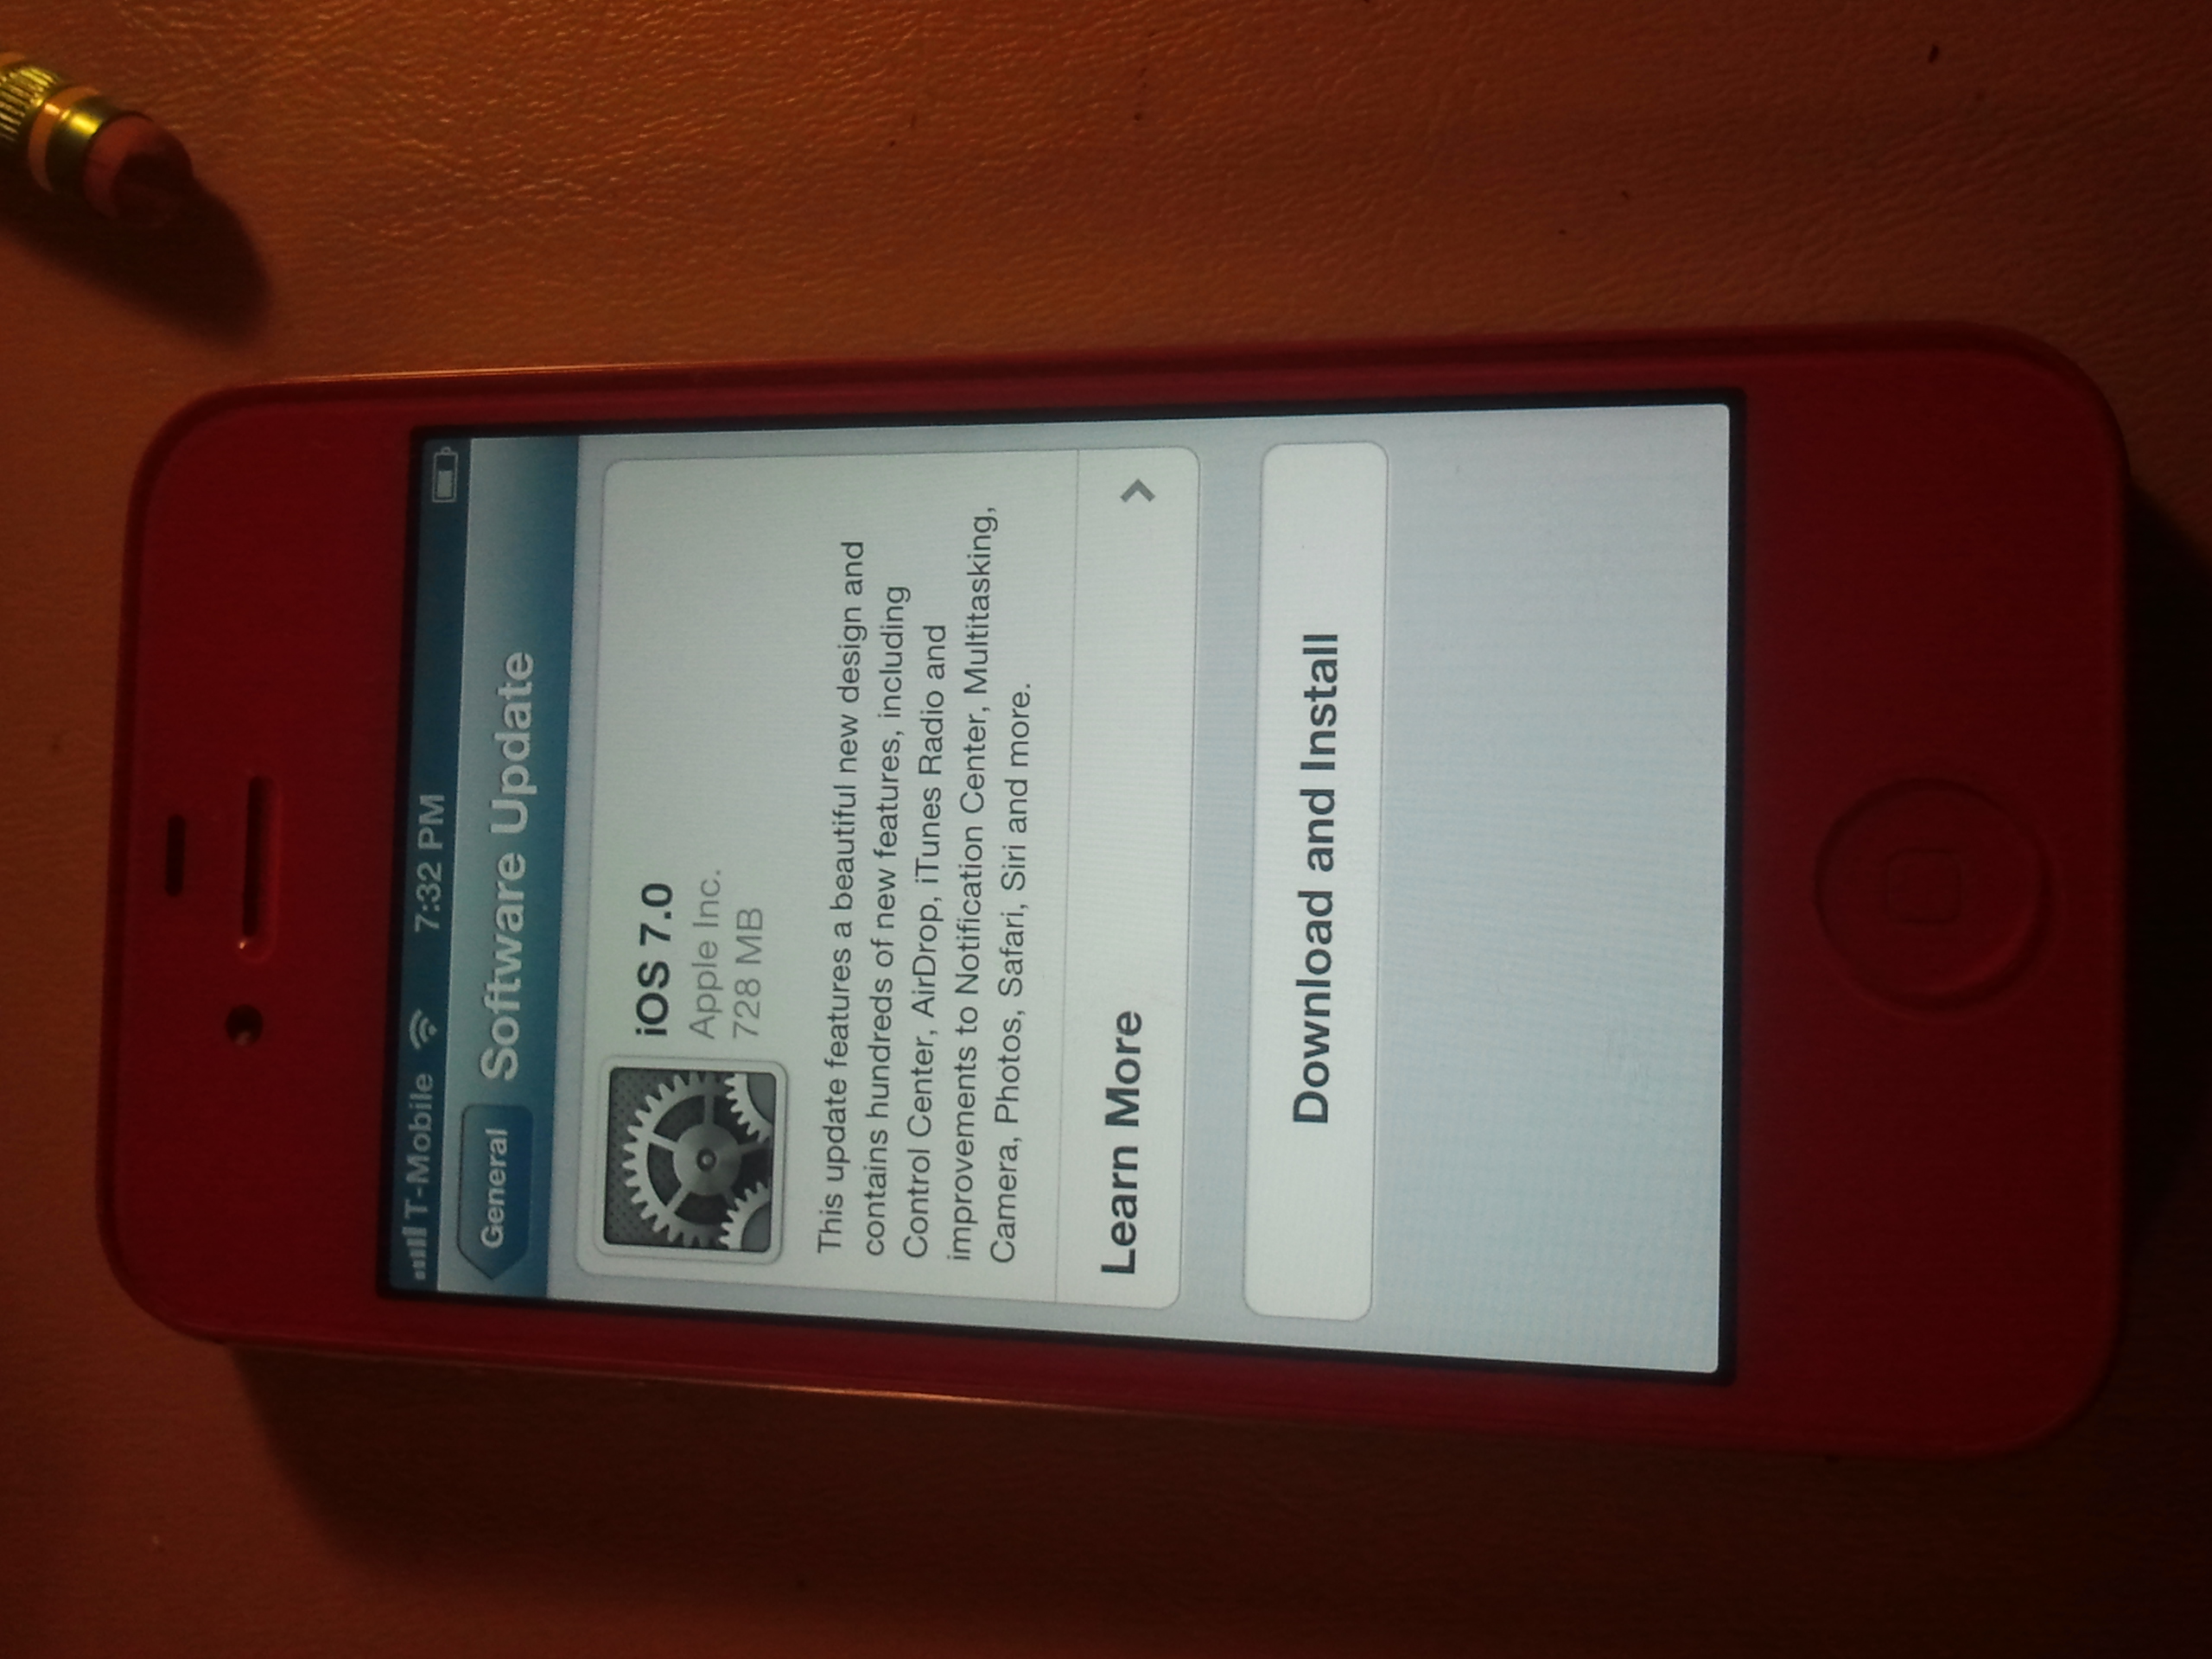 T-Mobile 7:32 PM
General Software Update
iOS 7.0
Apple Inc.
728 MB
This update features a beautiful new design and
contains hundreds of new features, including
Control Center, AirDrop, iTunes Radio and
improvements to Notification Center, Multitasking,
Camera, Photos, Safari, Siri and more.
Learn More
Download and Install